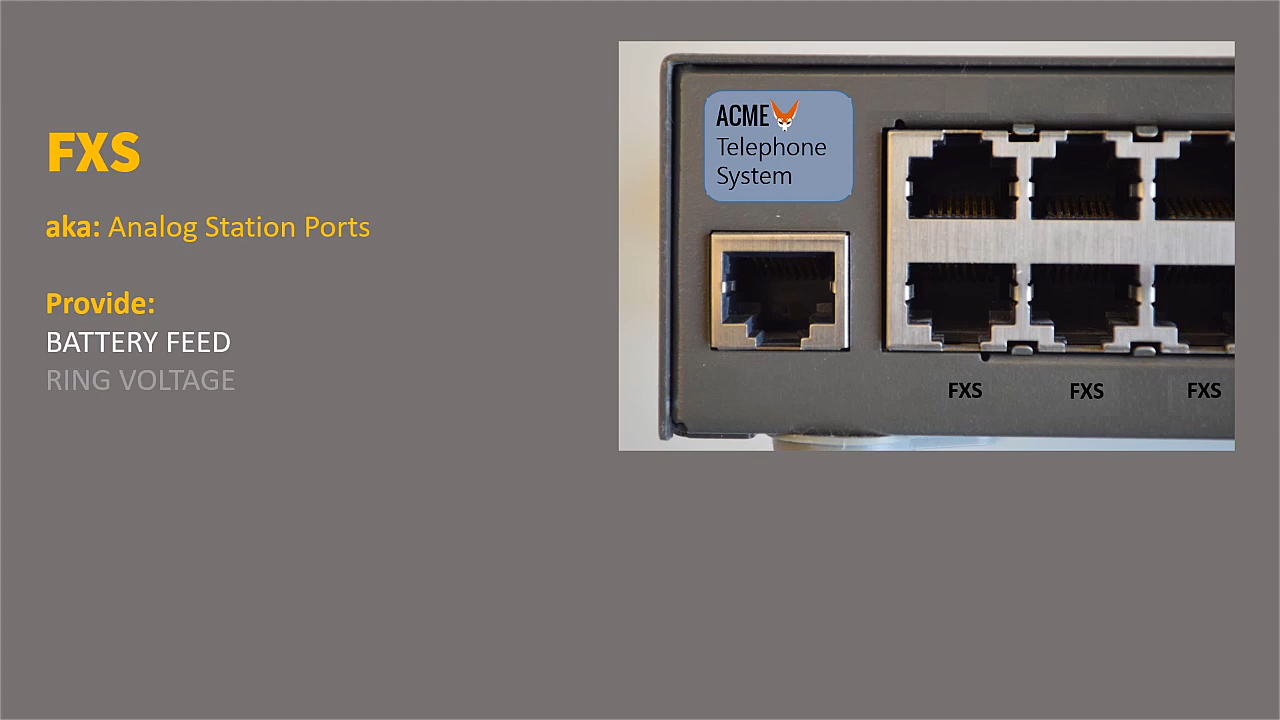 FXS
aka: Analog Station Ports
Provide:
BATTERY FEED
RING VOLTAGE
ACME
Telephone
System
FXS
FXS
FXS